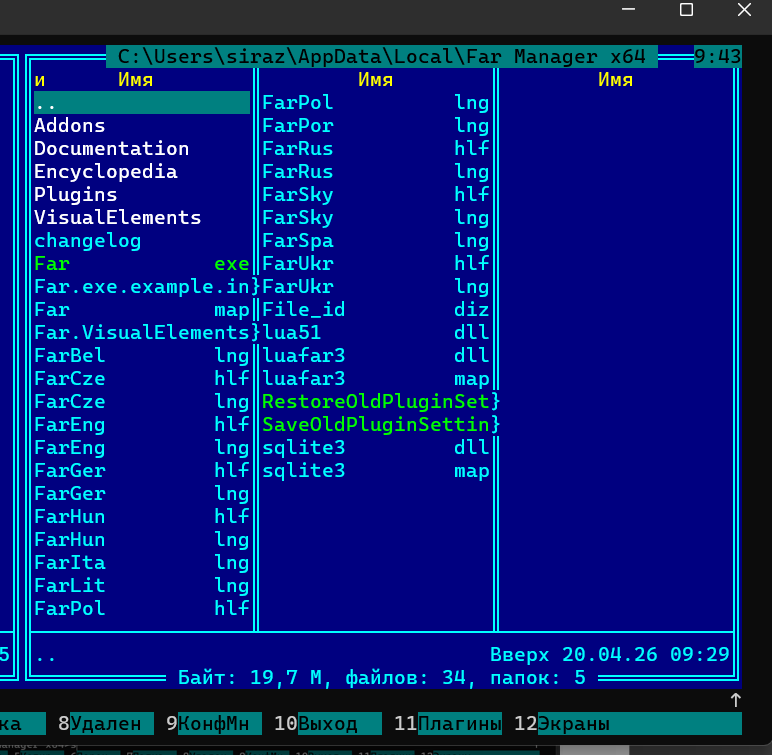 C:\Users\siraz\AppData\Local\Far Manager x64 9:43
и Имя Имя Имя
..
Addons
Documentation
Encyclopedia
Plugins
VisualElements
changelog
Far exe
Far.exe.example.in}
Far map
Far.VisualElements}
FarBel lng
FarCze hlf
FarCze lng
FarEng hlf
FarEng lng
FarGer hlf
FarGer lng
FarHun hlf
FarHun lng
FarIta lng
FarLit lng
FarPol hlf
FarPol lng
FarPor lng
FarRus hlf
FarRus lng
FarSky hlf
FarSky lng
FarSpa lng
FarUkr hlf
FarUkr lng
File_id diz
lua51 dll
luafar3 dll
luafar3 map
RestoreOldPluginSet}
SaveOldPluginSettin}
sqlite3 dll
sqlite3 map
5 .. Вверх 20.04.26 09:29
Байт: 19,7 M, файлов: 34, папок: 5
ка 8Удален 9КонфМн 10Выход 11Плагины 12Экраны